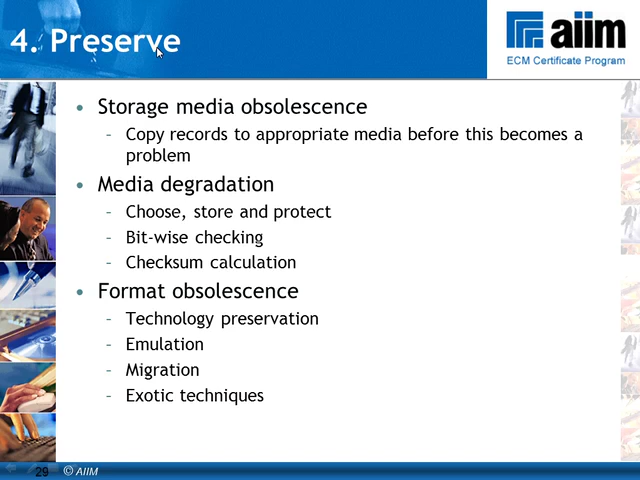 4. Preserve
aiim
ECM Certificate Program
• Storage media obsolescence
– Copy records to appropriate media before this becomes a
problem
• Media degradation
– Choose, store and protect
– Bit-wise checking
– Checksum calculation
• Format obsolescence
– Technology preservation
– Emulation
– Migration
– Exotic techniques
29 © AIIM